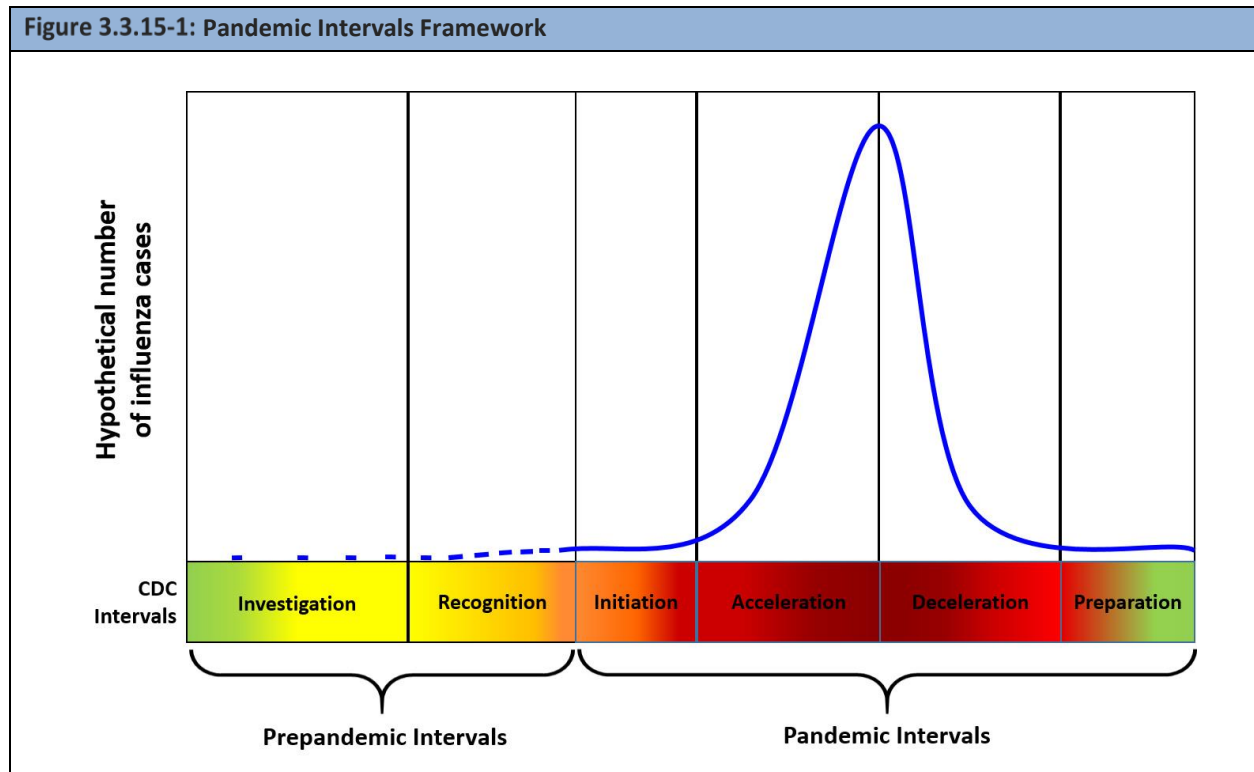 Figure 3.3.15-1: Pandemic Intervals Framework
Hypothetical number
of influenza cases
CDC
Intervals
Investigation
Recognition
Initiation
Acceleration
Deceleration
Preparation
Prepandemic Intervals
Pandemic Intervals